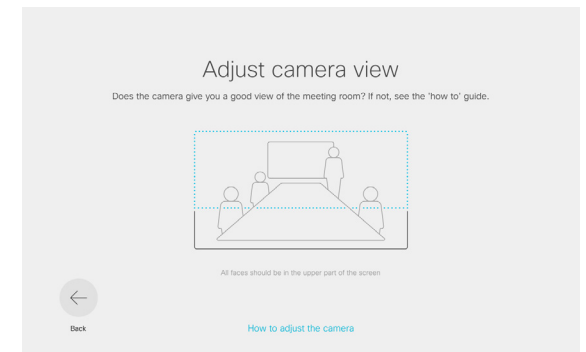 Adjust camera view
Does the camera give you a good view of the meeting room? If not, see the 'how to' guide.
All faces should be in the upper part of the screen
Back
How to adjust the camera